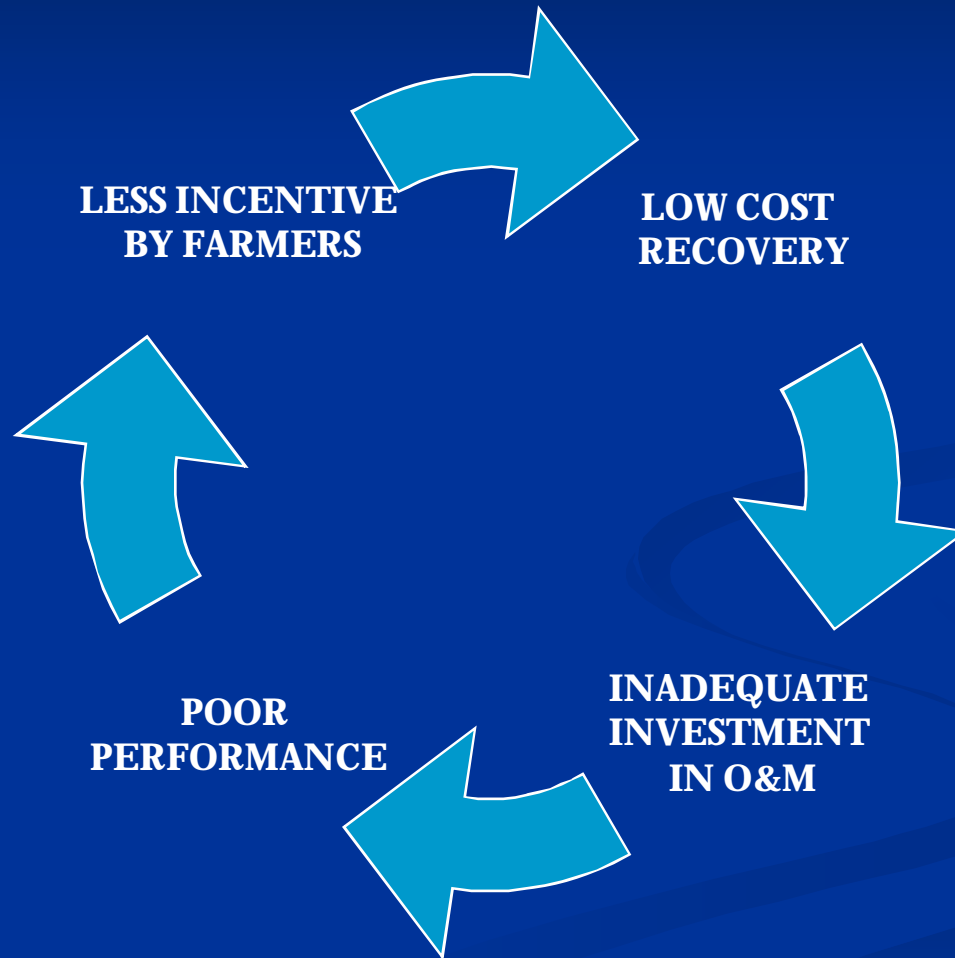 LESS INCENTIVE
BY FARMERS
LOW COST
RECOVERY
INADEQUATE
INVESTMENT
IN O&M
POOR
PERFORMANCE